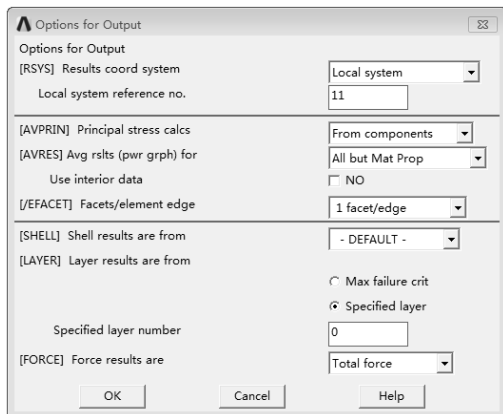 Options for Output
Options for Output
[RSYS] Results coord system Local system
Local system reference no. 11
[AVPRIN] Principal stress calcs From components
[AVRES] Avg rslts (pwr grph) for All but Mat Prop
Use interior data NO
[/EFACET] Facets/element edge 1 facet/edge
[SHELL] Shell results are from - DEFAULT -
[LAYER] Layer results are from
Max failure crit
Specified layer
Specified layer number 0
[FORCE] Force results are Total force
OK Cancel Help